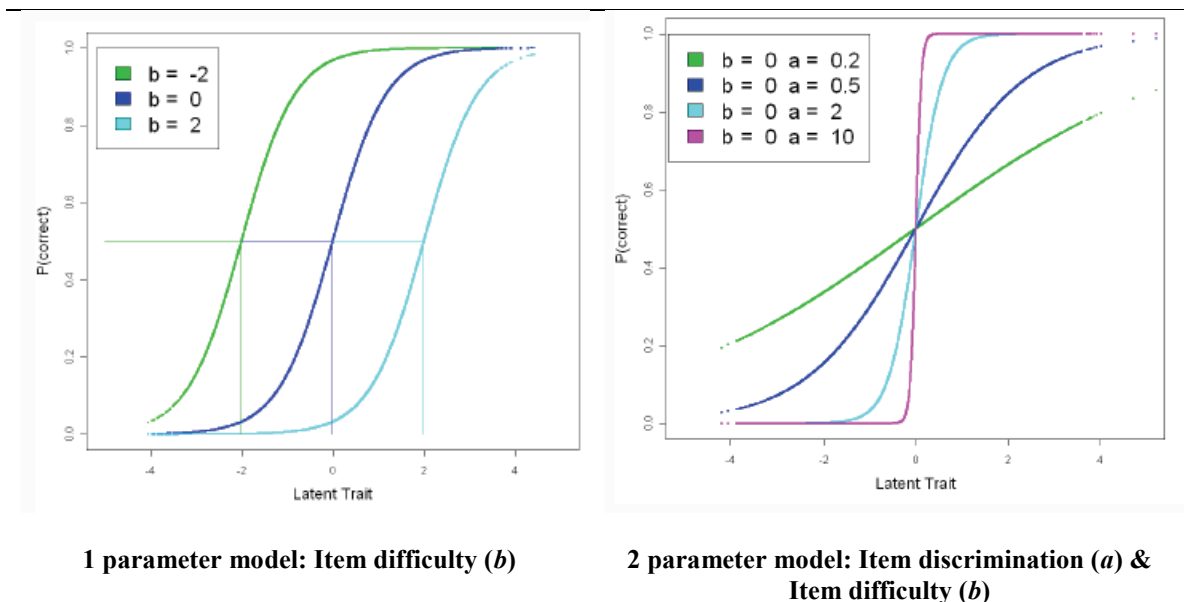 b = -2
b = 0
b = 2
P(correct)
0.0
0.2
0.4
0.6
0.8
1.0
-4
-2
0
2
4
Latent Trait
b = 0 a = 0.2
b = 0 a = 0.5
b = 0 a = 2
b = 0 a = 10
P(correct)
0.0
0.2
0.4
0.6
0.8
1.0
-4
-2
0
2
4
Latent Trait
1 parameter model: Item difficulty (b)
2 parameter model: Item discrimination (a) &
Item difficulty (b)